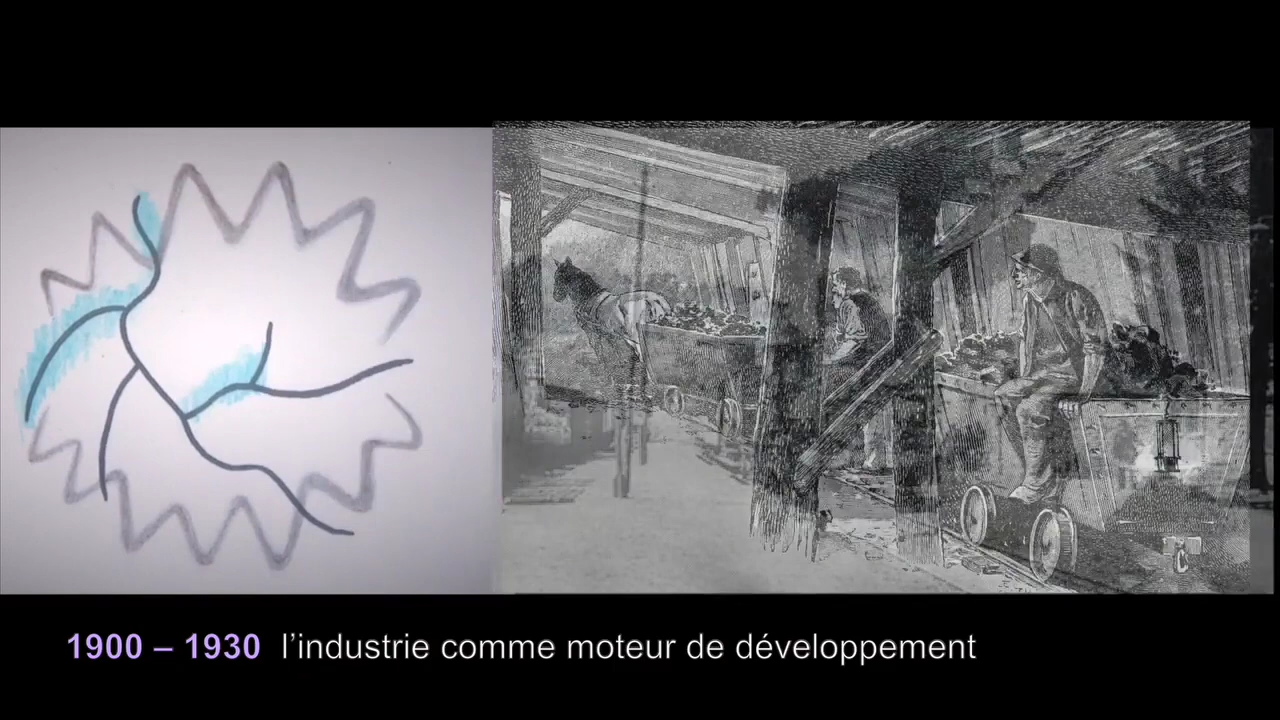 1900 – 1930 l’industrie comme moteur de développement